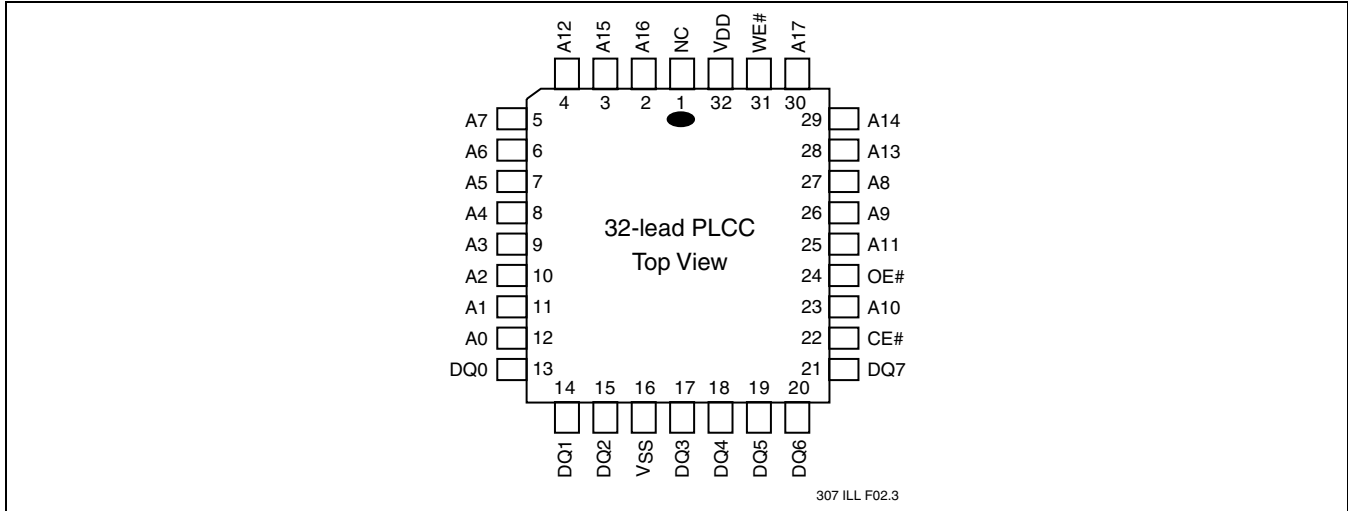 A12 A15 A16 NC VDD WE# A17
4 3 2 1 32 31 30
A7 5 29 A14
A6 6 28 A13
A5 7 27 A8
A4 8 26 A9
A3 9 25 A11
A2 10 24 OE#
A1 11 23 A10
A0 12 22 CE#
DQ0 13 21 DQ7
32-lead PLCC
Top View
14 15 16 17 18 19 20
DQ1 DQ2 VSS DQ3 DQ4 DQ5 DQ6
307 ILL F02.3